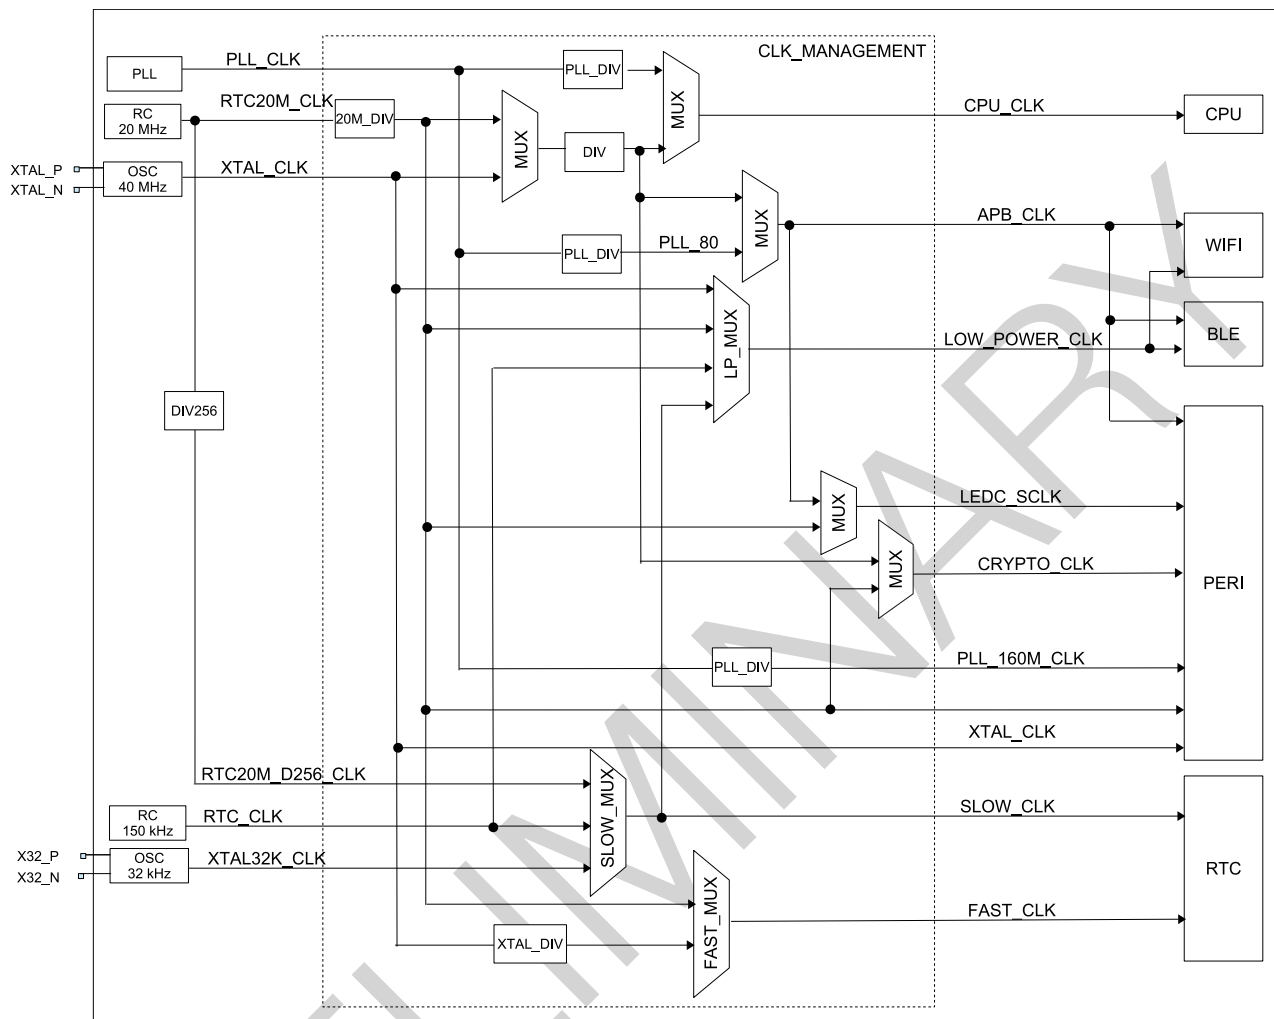 CLK_MANAGEMENT
PLL
PLL_CLK
PLL_DIV
MUX
CPU_CLK
CPU
RC
20 MHz
RTC20M_CLK
20M_DIV
MUX
DIV
XTAL_P
XTAL_N
OSC
40 MHz
XTAL_CLK
MUX
APB_CLK
WIFI
PLL_DIV
PLL_80
LP_MUX
LOW_POWER_CLK
BLE
DIV256
MUX
LEDC_SCLK
MUX
CRYPTO_CLK
PERI
PLL_DIV
PLL_160M_CLK
XTAL_CLK
RTC20M_D256_CLK
SLOW_MUX
RC
150 kHz
RTC_CLK
SLOW_CLK
X32_P
X32_N
OSC
32 kHz
XTAL32K_CLK
RTC
FAST_MUX
FAST_CLK
XTAL_DIV
LIMINARY